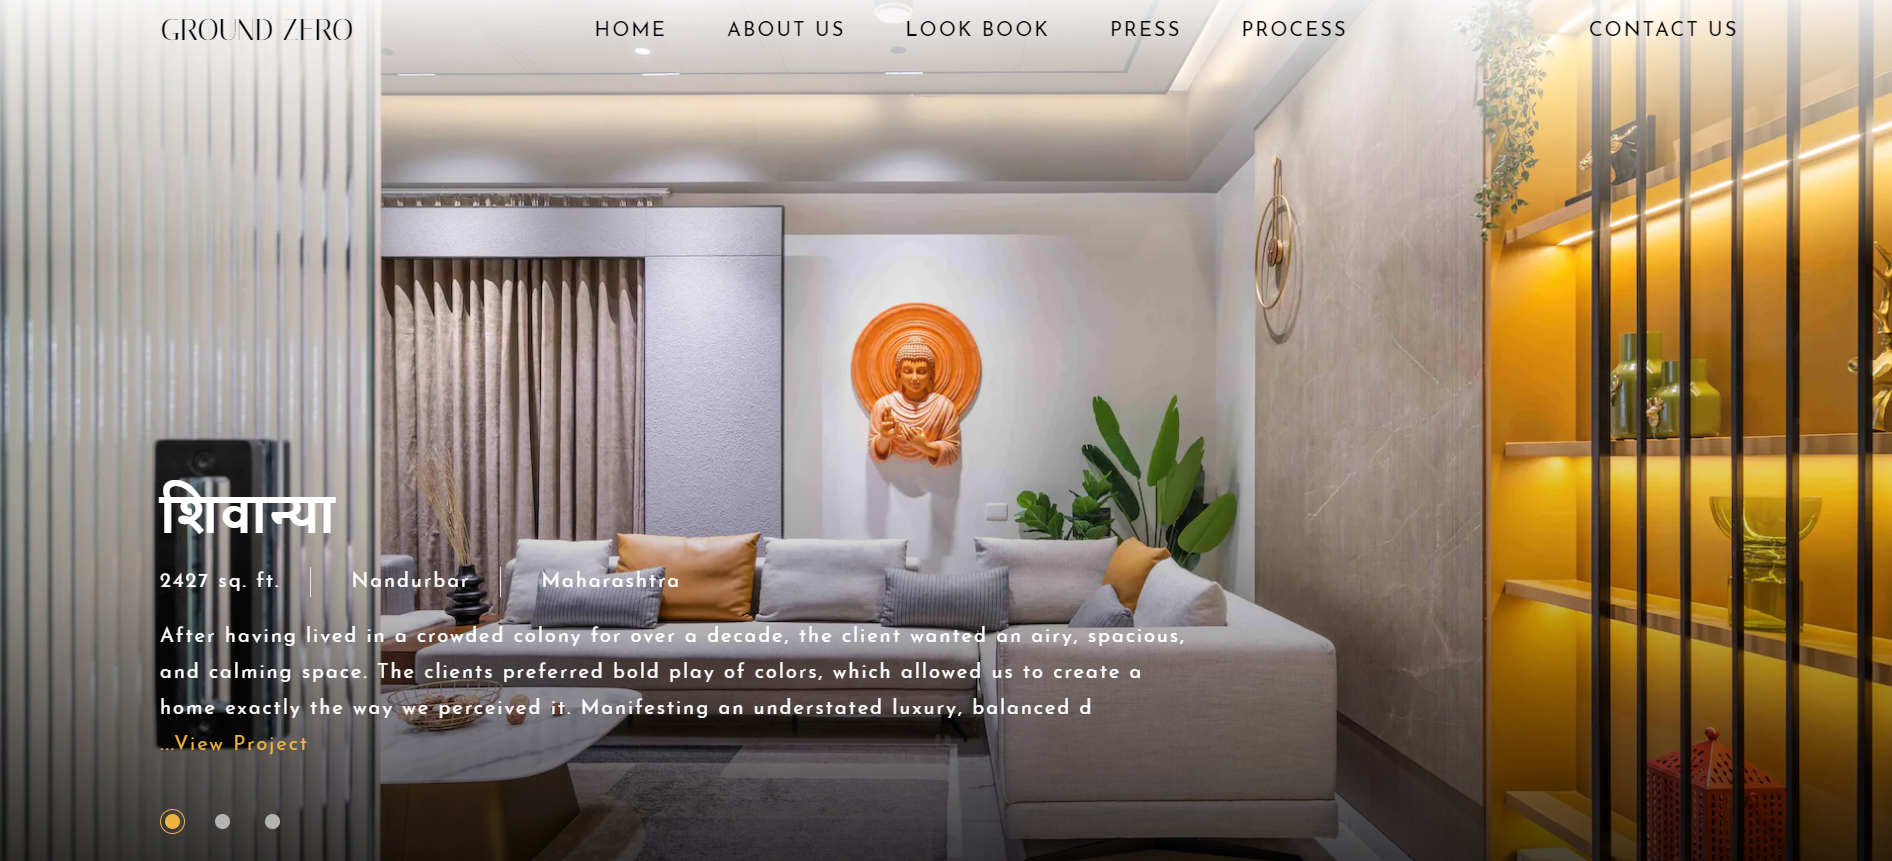 GROUND ZERO HOME ABOUT US LOOK BOOK PRESS PROCESS CONTACT US
शिवान्या
2427 sq. ft. Nandurbar Maharashtra
After having lived in a crowded colony for over a decade, the client wanted an airy, spacious,
and calming space. The clients preferred bold play of colors, which allowed us to create a
home exactly the way we perceived it. Manifesting an understated luxury, balanced d
...View Project